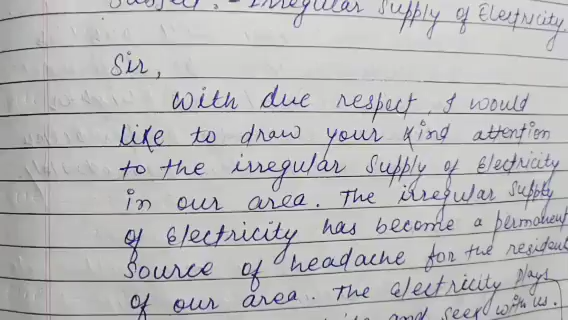 Subject :- Irregular Supply of Electricity.
Sir,
With due respect, I would
like to draw your kind attention
to the irregular Supply of Electricity
in our area. The irregular Supply
of Electricity has become a permanent
Source of headache for the resident
of our area. The electricity plays
and seek with us.